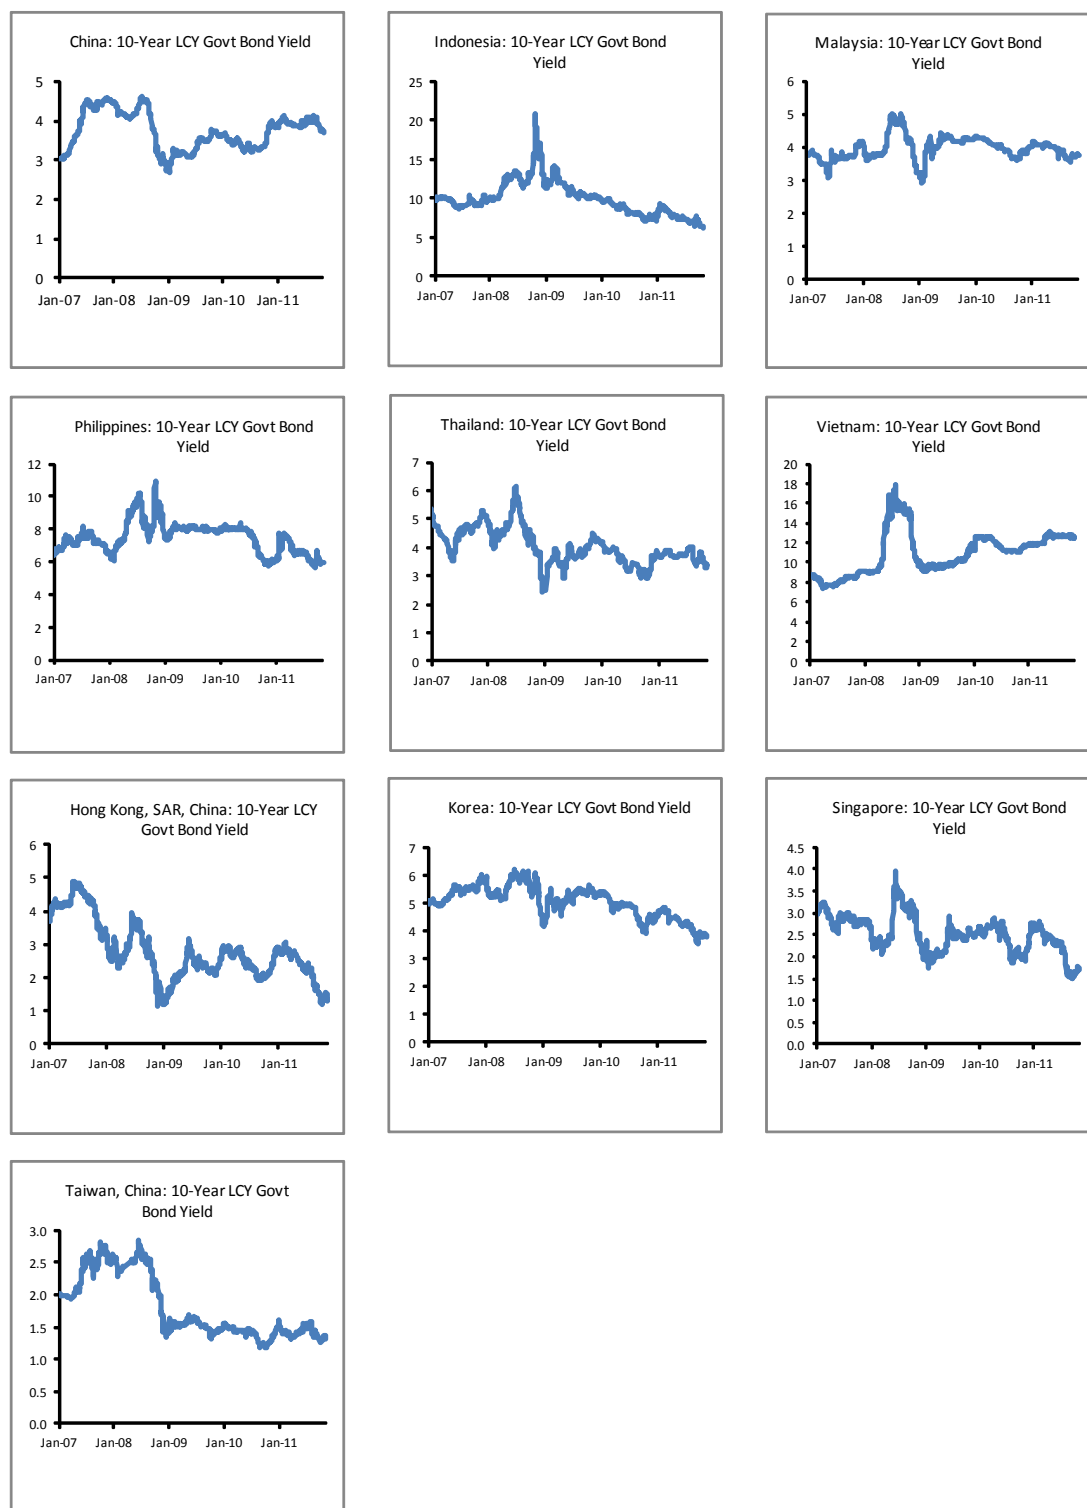 China: 10-Year LCY Govt Bond Yield
5
4
3
2
1
0
Jan-07 Jan-08 Jan-09 Jan-10 Jan-11
Indonesia: 10-Year LCY Govt Bond
Yield
25
20
15
10
5
0
Jan-07 Jan-08 Jan-09 Jan-10 Jan-11
Malaysia: 10-Year LCY Govt Bond
Yield
6
5
4
3
2
1
0
Jan-07 Jan-08 Jan-09 Jan-10 Jan-11
Philippines: 10-Year LCY Govt Bond
Yield
12
10
8
6
4
2
0
Jan-07 Jan-08 Jan-09 Jan-10 Jan-11
Thailand: 10-Year LCY Govt Bond
Yield
7
6
5
4
3
2
1
0
Jan-07 Jan-08 Jan-09 Jan-10 Jan-11
Vietnam: 10-Year LCY Govt Bond
Yield
20
18
16
14
12
10
8
6
4
2
0
Jan-07 Jan-08 Jan-09 Jan-10 Jan-11
Hong Kong, SAR, China: 10-Year LCY
Govt Bond Yield
6
5
4
3
2
1
0
Jan-07 Jan-08 Jan-09 Jan-10 Jan-11
Korea: 10-Year LCY Govt Bond Yield
7
6
5
4
3
2
1
0
Jan-07 Jan-08 Jan-09 Jan-10 Jan-11
Singapore: 10-Year LCY Govt Bond
Yield
4.5
4.0
3.5
3.0
2.5
2.0
1.5
1.0
0.5
0.0
Jan-07 Jan-08 Jan-09 Jan-10 Jan-11
Taiwan, China: 10-Year LCY Govt
Bond Yield
3.0
2.5
2.0
1.5
1.0
0.5
0.0
Jan-07 Jan-08 Jan-09 Jan-10 Jan-11